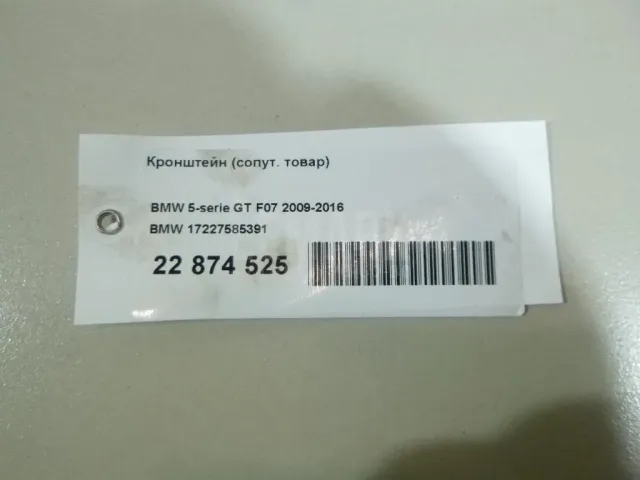 Кронштейн (сопут. товар)
BMW 5-serie GT F07 2009-2016
BMW 17227585391
22 874 525